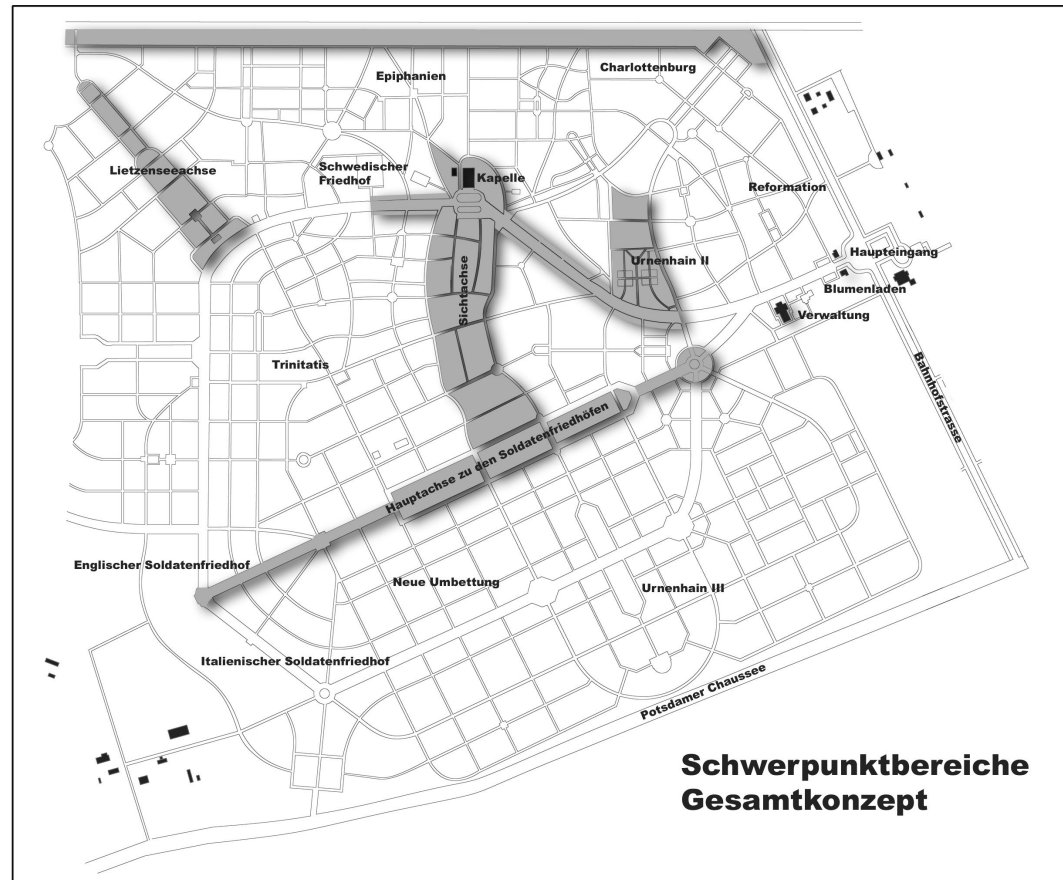 Charlottenburg
Epiphanien
Lietzenseeachse
Schwedischer
Friedhof
Kapelle
Reformation
Haupteingang
Urnenhain II
Blumenladen
Verwaltung
Sichtachse
Trinitatis
Bahnhofstrasse
Hauptachse zu den Soldatenfriedhöfen
Englischer Soldatenfriedhof
Neue Umbettung
Urnenhain III
Italienischer Soldatenfriedhof
Potsdamer Chaussee
Schwerpunktbereiche
Gesamtkonzept